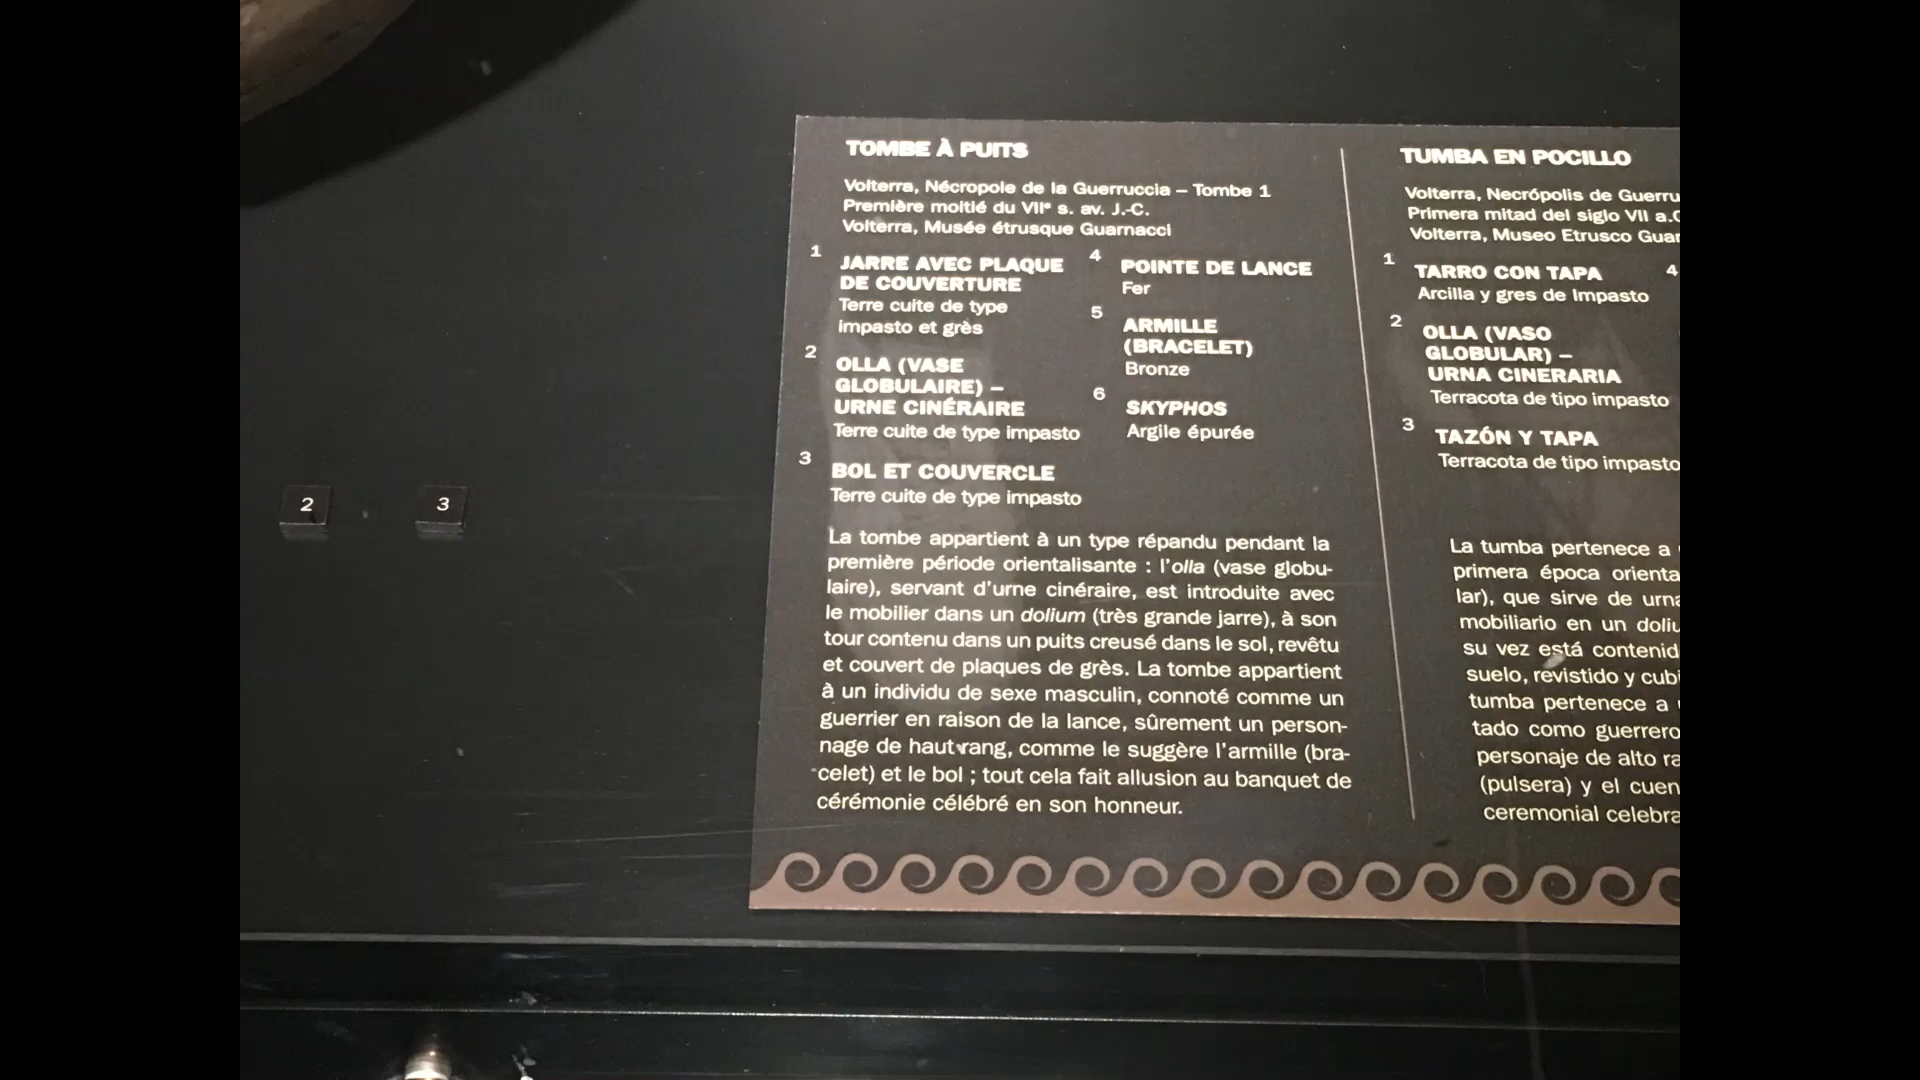 TOMBE À PUITS
Volterra, Nécropole de la Guerruccia – Tombe 1
Première moitié du VIIe s. av. J.-C.
Volterra, Musée étrusque Guarnacci
1
JARRE AVEC PLAQUE
DE COUVERTURE
Terre cuite de type
impasto et grès
2
OLLA (VASE
GLOBULAIRE) –
URNE CINÉRAIRE
Terre cuite de type impasto
3
BOL ET COUVERCLE
Terre cuite de type impasto
4
POINTE DE LANCE
Fer
5
ARMILLE
(BRACELET)
Bronze
6
SKYPHOS
Argile épurée
La tombe appartient à un type répandu pendant la
première période orientalisante : l'olla (vase globu-
laire), servant d'urne cinéraire, est introduite avec
le mobilier dans un dolium (très grande jarre), à son
tour contenu dans un puits creusé dans le sol, revêtu
et couvert de plaques de grès. La tombe appartient
à un individu de sexe masculin, connoté comme un
guerrier en raison de la lance, sûrement un person-
nage de haut rang, comme le suggère l'armille (bra-
celet) et le bol ; tout cela fait allusion au banquet de
cérémonie célébré en son honneur.
TUMBA EN POCILLO
Volterra, Necrópolis de Guerru
Primera mitad del siglo VII a.C
Volterra, Museo Etrusco Guar
1
TARRO CON TAPA
Arcilla y gres de Impasto
2
OLLA (VASO
GLOBULAR) –
URNA CINERARIA
Terracota de tipo impasto
3
TAZÓN Y TAPA
Terracota de tipo impasto
4
La tumba pertenece a
primera época orienta
lar), que sirve de urna
mobiliario en un doliu
su vez está contenid
suelo, revistido y cubi
tumba pertenece a
tado como guerrero
personaje de alto ra
(pulsera) y el cuen
ceremonial celebra
2
3